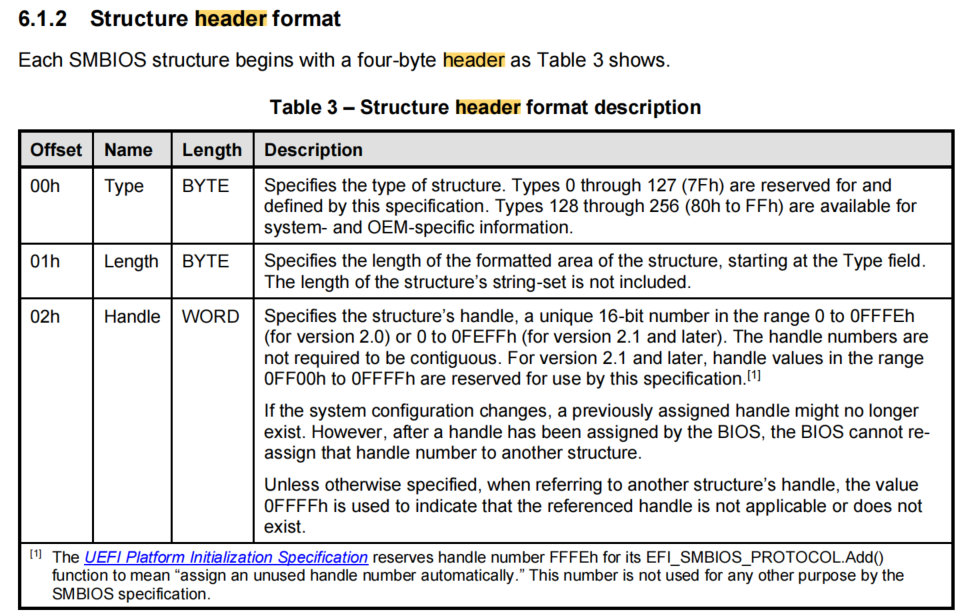 6.1.2 Structure header format
Each SMBIOS structure begins with a four-byte header as Table 3 shows.
Table 3 – Structure header format description
Offset Name Length Description
00h Type BYTE Specifies the type of structure. Types 0 through 127 (7Fh) are reserved for and
defined by this specification. Types 128 through 256 (80h to FFh) are available for
system- and OEM-specific information.
01h Length BYTE Specifies the length of the formatted area of the structure, starting at the Type field.
The length of the structure's string-set is not included.
02h Handle WORD Specifies the structure's handle, a unique 16-bit number in the range 0 to 0FFFEh
(for version 2.0) or 0 to 0FEFFh (for version 2.1 and later). The handle numbers are
not required to be contiguous. For version 2.1 and later, handle values in the range
0FF00h to 0FFFFh are reserved for use by this specification.[1]
If the system configuration changes, a previously assigned handle might no longer
exist. However, after a handle has been assigned by the BIOS, the BIOS cannot re-
assign that handle number to another structure.
Unless otherwise specified, when referring to another structure's handle, the value
0FFFFh is used to indicate that the referenced handle is not applicable or does not
exist.
[1] The UEFI Platform Initialization Specification reserves handle number FFFEh for its EFI_SMBIOS_PROTOCOL.Add()
function to mean “assign an unused handle number automatically.” This number is not used for any other purpose by the
SMBIOS specification.